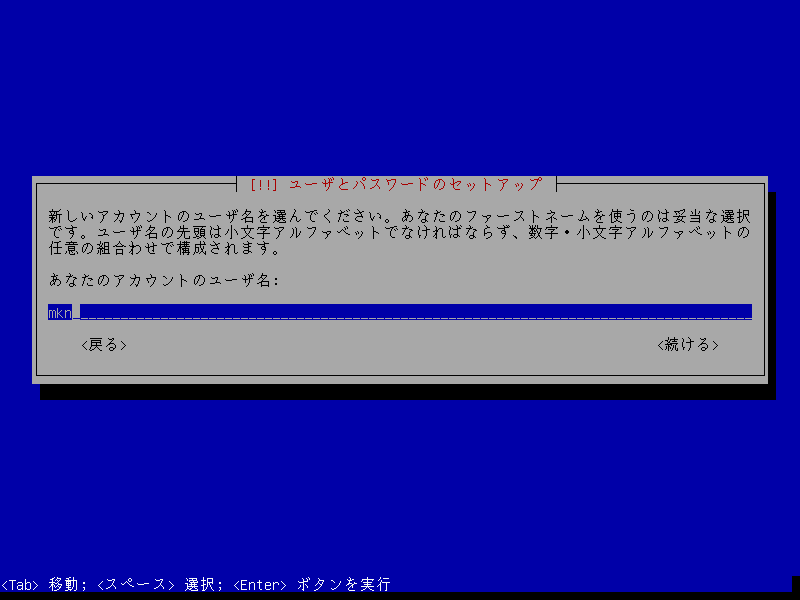 [!!] ユーザとパスワードのセットアップ
新しいアカウントのユーザ名を選んでください。あなたのファーストネームを使うのは妥当な選択
です。ユーザ名の先頭は小文字アルファベットでなければならず、数字・小文字アルファベットの
任意の組合わせで構成されます。
あなたのアカウントのユーザ名:
mkn
<戻る> <続ける>
<Tab> 移動; <スペース> 選択; <Enter> ボタンを実行